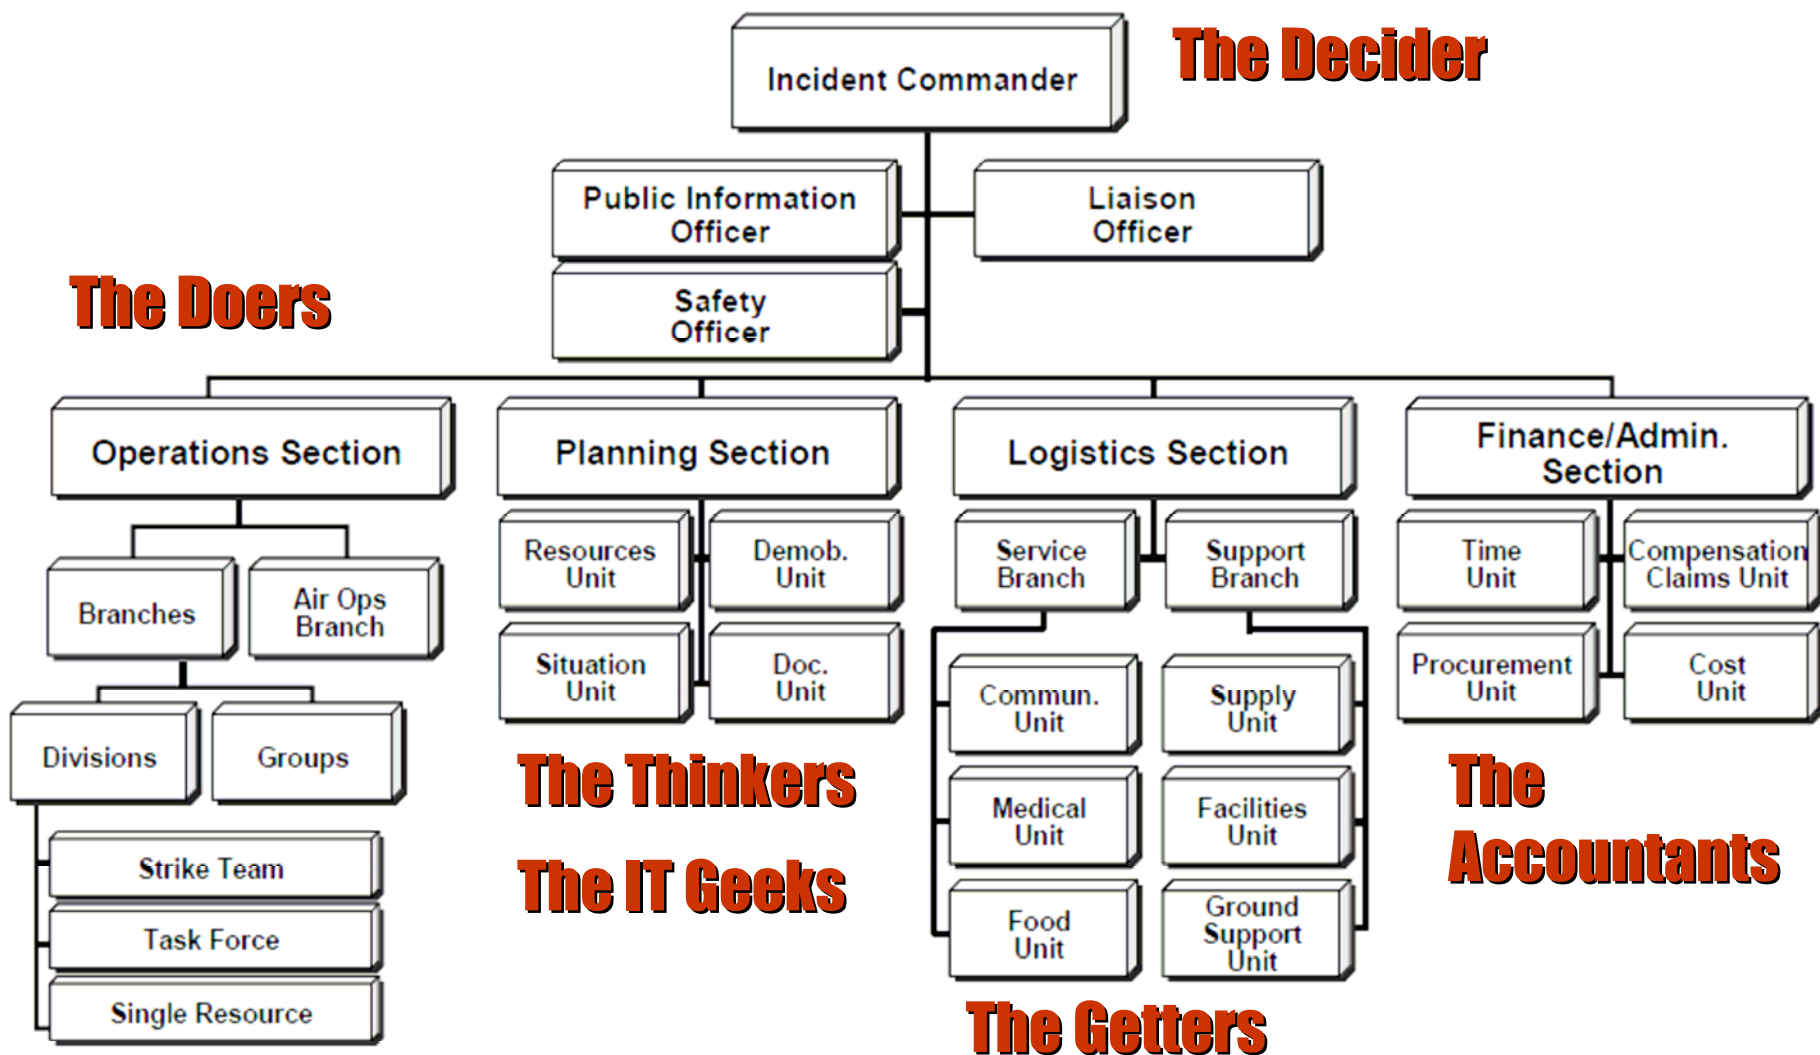 The Decider
Incident Commander
Public Information
Officer
Liaison
Officer
Safety
Officer
The Doers
Operations Section
Planning Section
Logistics Section
Finance/Admin.
Section
Branches
Air Ops
Branch
Divisions
Groups
Strike Team
Task Force
Single Resource
Resources
Unit
Demob.
Unit
Situation
Unit
Doc.
Unit
The Thinkers
The IT Geeks
Service
Branch
Support
Branch
Commun.
Unit
Supply
Unit
Medical
Unit
Facilities
Unit
Food
Unit
Ground
Support
Unit
The Getters
Time
Unit
Compensation
Claims Unit
Procurement
Unit
Cost
Unit
The
Accountants